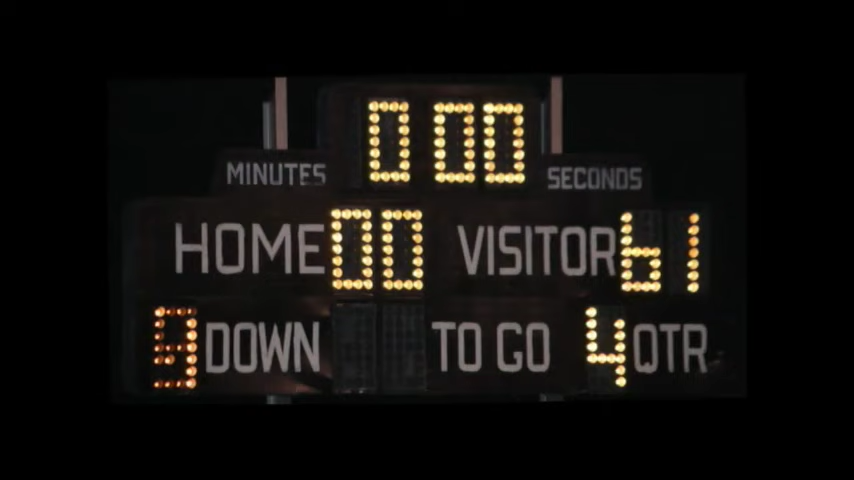 0 00
MINUTES SECONDS
HOME 00 VISITOR 61
9 DOWN TO GO 4 QTR